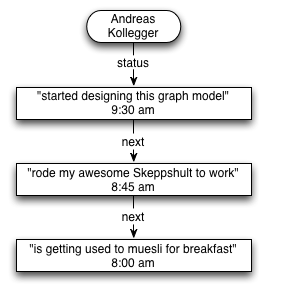 Andreas
Kollegger
status
"started designing this graph model"
9:30 am
next
"rode my awesome Skeppshult to work"
8:45 am
next
"is getting used to muesli for breakfast"
8:00 am